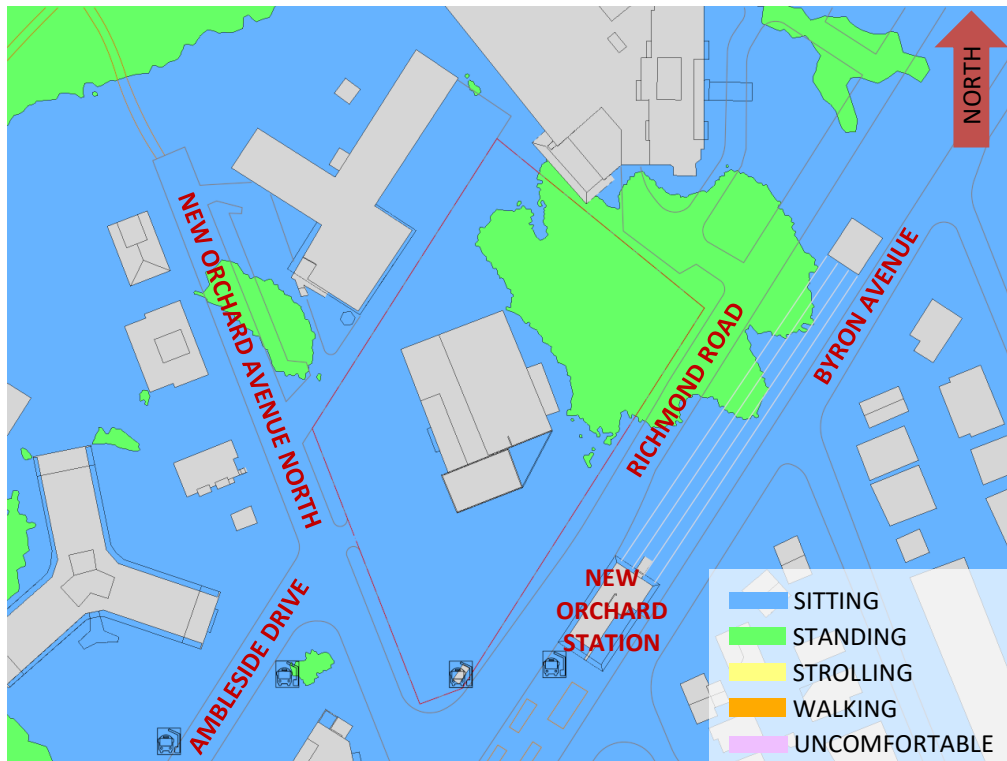 NORTH
NEW ORCHARD AVENUE NORTH
BYRON AVENUE
RICHMOND ROAD
AMBLESIDE DRIVE
NEW
ORCHARD
STATION
SITTING
STANDING
STROLLING
WALKING
UNCOMFORTABLE